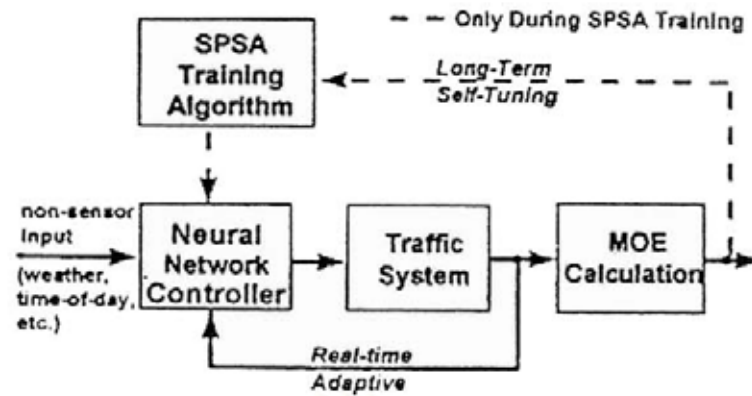 – – Only During SPSA Training
SPSA
Training
Algorithm
Long-Term
Self-Tuning
non-sensor
Input
(weather,
time-of-day,
etc.)
Neural
Network
Controller
Traffic
System
MOE
Calculation
Real-time
Adaptive